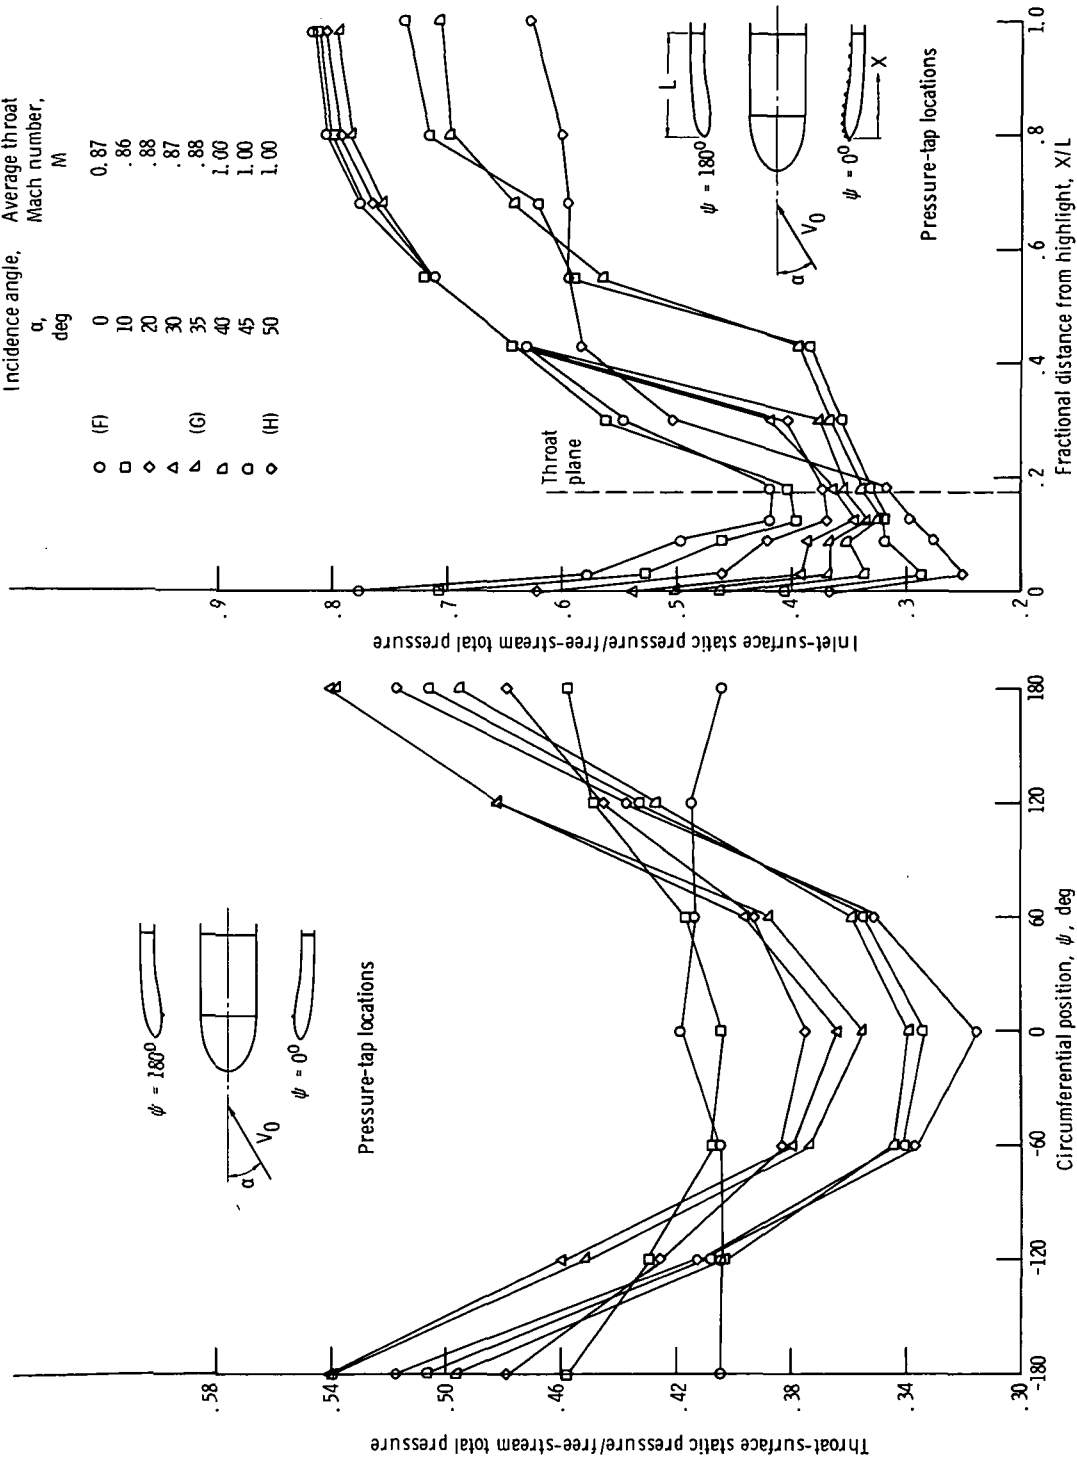 Incidence angle, Average throat
α, Mach number,
deg M
(F) 0 0.87
10 .86
20 .88
30 .87
(G) 35 .88
40 1.00
45 1.00
(H) 50 1.00
Throat
plane
L
ψ = 180⁰
V0
α
ψ = 0⁰
X
Pressure-tap locations
Inlet-surface static pressure/free-stream total pressure
.9
.8
.7
.6
.5
.4
.3
.2
0
.2
.4
.6
.8
1.0
Fractional distance from highlight, X/L
ψ = 180⁰
V0
α
ψ = 0⁰
Pressure-tap locations
Throat-surface static pressure/free-stream total pressure
.58
.54
.50
.46
.42
.38
.34
.30
-180
-120
-60
0
60
120
180
Circumferential position, ψ, deg